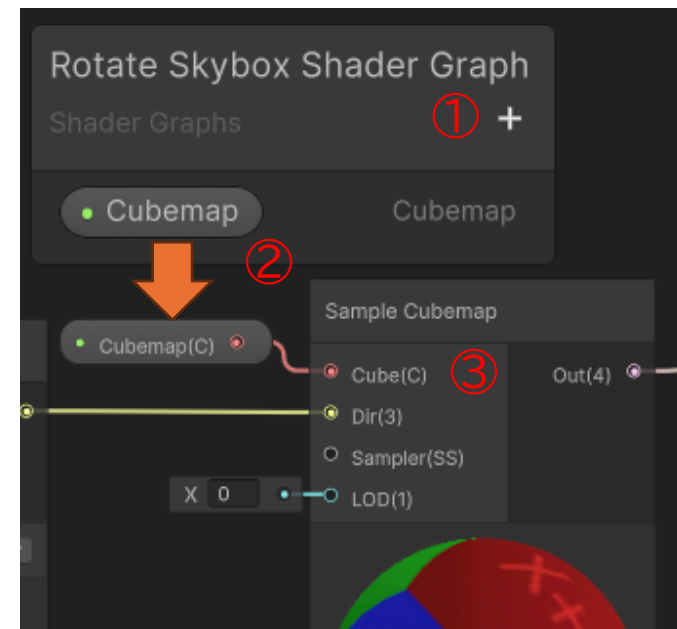 Rotate Skybox Shader Graph
Shader Graphs
① +
Cubemap Cubemap
②
Cubemap(C)
Sample Cubemap
Cube(C) ③ Out(4)
Dir(3)
Sampler(SS)
X 0 LOD(1)